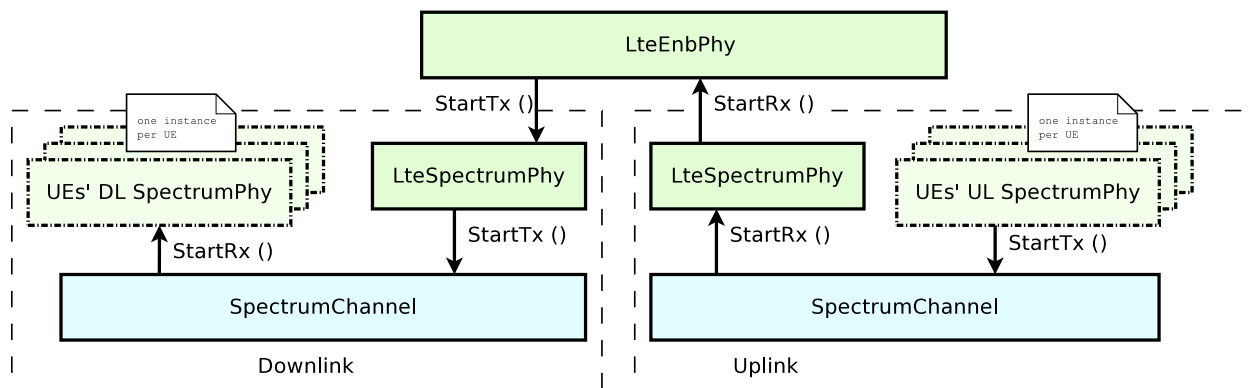 LteEnbPhy
StartTx ()
StartRx ()
one instance
per UE
one instance
per UE
UEs' DL SpectrumPhy
LteSpectrumPhy
LteSpectrumPhy
UEs' UL SpectrumPhy
StartRx ()
StartTx ()
StartRx ()
StartTx ()
SpectrumChannel
SpectrumChannel
Downlink
Uplink